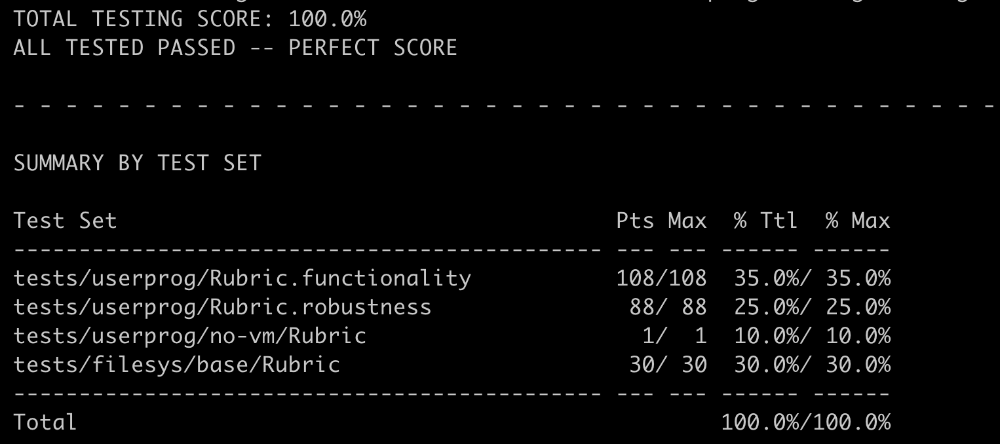 TOTAL TESTING SCORE: 100.0%
ALL TESTED PASSED -- PERFECT SCORE
- - - - - - - - - - - - - - - - - - - - - - - - - - - - - - - - - - - - - -
SUMMARY BY TEST SET
Test Set                                      Pts Max  % Ttl  % Max
--------------------------------------------- --- --- ------ ------
tests/userprog/Rubric.functionality           108/108  35.0%/ 35.0%
tests/userprog/Rubric.robustness               88/ 88  25.0%/ 25.0%
tests/userprog/no-vm/Rubric                     1/  1  10.0%/ 10.0%
tests/filesys/base/Rubric                      30/ 30  30.0%/ 30.0%
--------------------------------------------- --- --- ------ ------
Total                                                 100.0%/100.0%